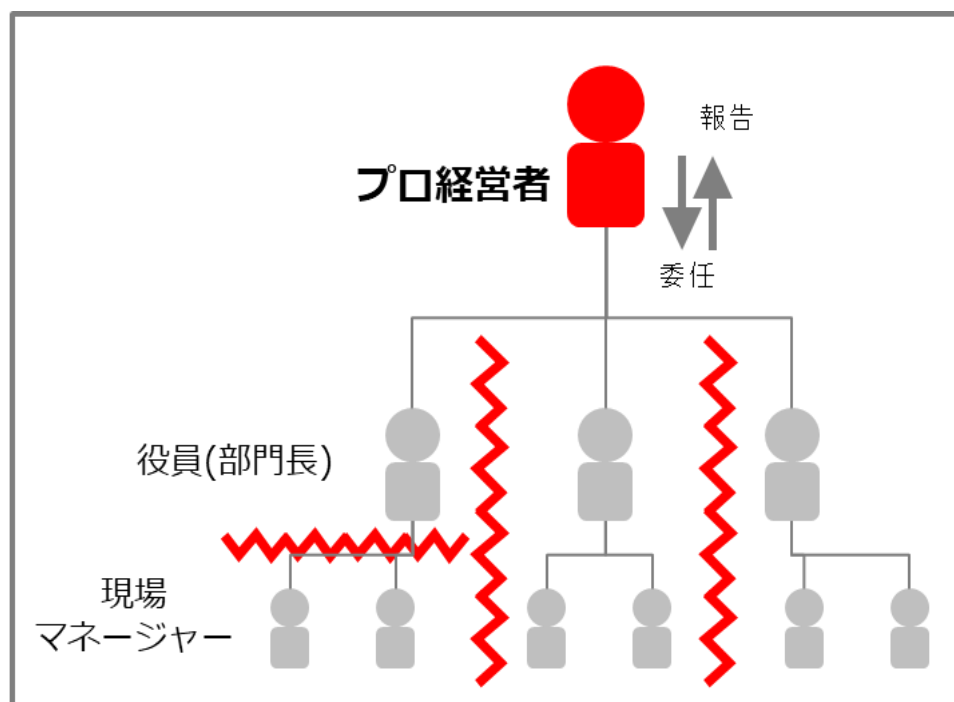 報告
プロ経営者
委任
役員(部門長)
現場
マネージャー